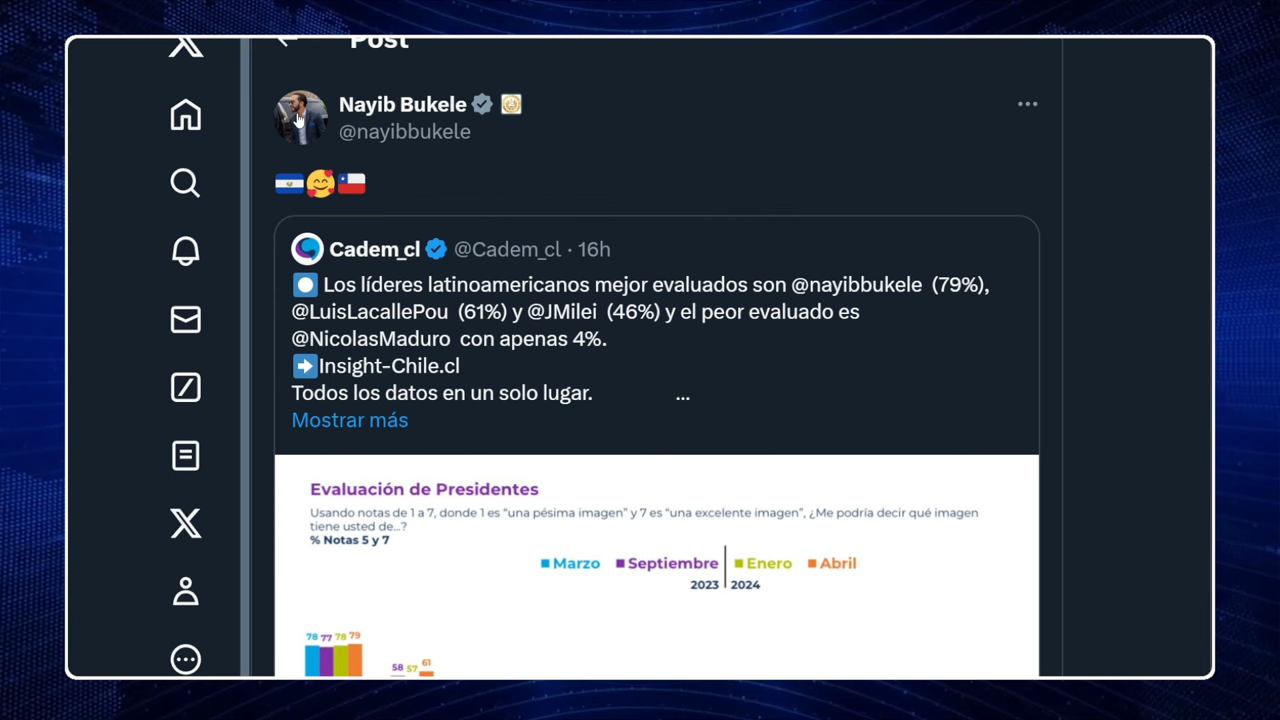 Post
Nayib Bukele
@nayibbukele
Cadem_cl @Cadem_cl · 16h
Los líderes latinoamericanos mejor evaluados son @nayibbukele (79%),
@LuisLacallePou (61%) y @JMilei (46%) y el peor evaluado es
@NicolasMaduro con apenas 4%.
Insight-Chile.cl
Todos los datos en un solo lugar. ...
Mostrar más
Evaluación de Presidentes
Usando notas de 1 a 7, donde 1 es “una pésima imagen” y 7 es “una excelente imagen”, ¿Me podría decir qué imagen
tiene usted de...?
% Notas 5 y 7
Marzo Septiembre Enero Abril
2023 2024
78 77 78 79
58 57 61